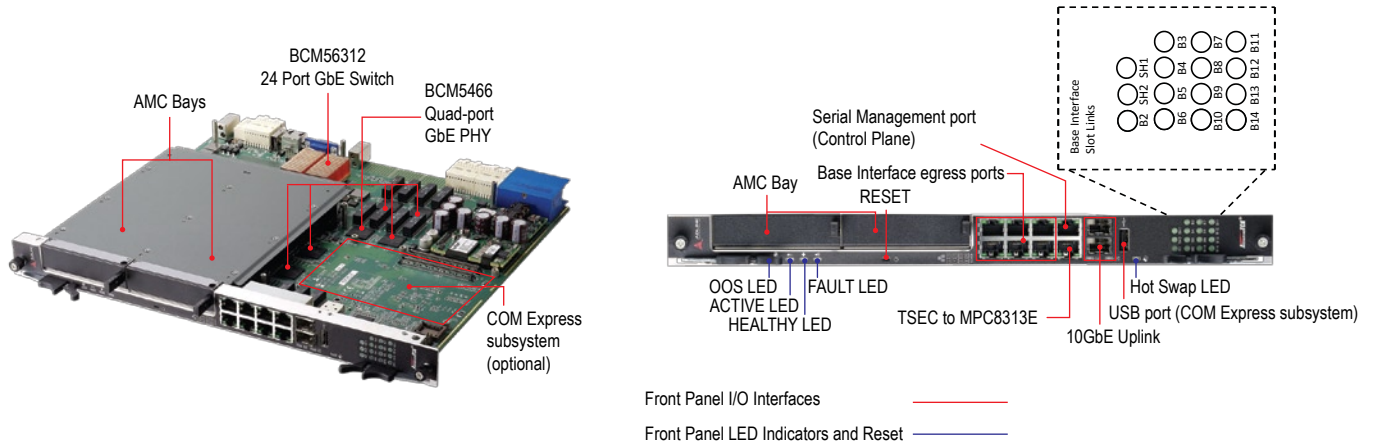 BCM56312
24 Port GbE Switch
AMC Bays
BCM5466
Quad-port
GbE PHY
COM Express
subsystem
(optional)
Base Interface
Slot Links
B3
B7
B11
SH1
B4
B8
B12
SH2
B5
B9
B13
B2
B6
B10
B14
Serial Management port
(Control Plane)
AMC Bay
Base Interface egress ports
RESET
OOS LED
ACTIVE LED
HEALTHY LED
FAULT LED
TSEC to MPC8313E
Hot Swap LED
USB port (COM Express subsystem)
10GbE Uplink
Front Panel I/O Interfaces
Front Panel LED Indicators and Reset